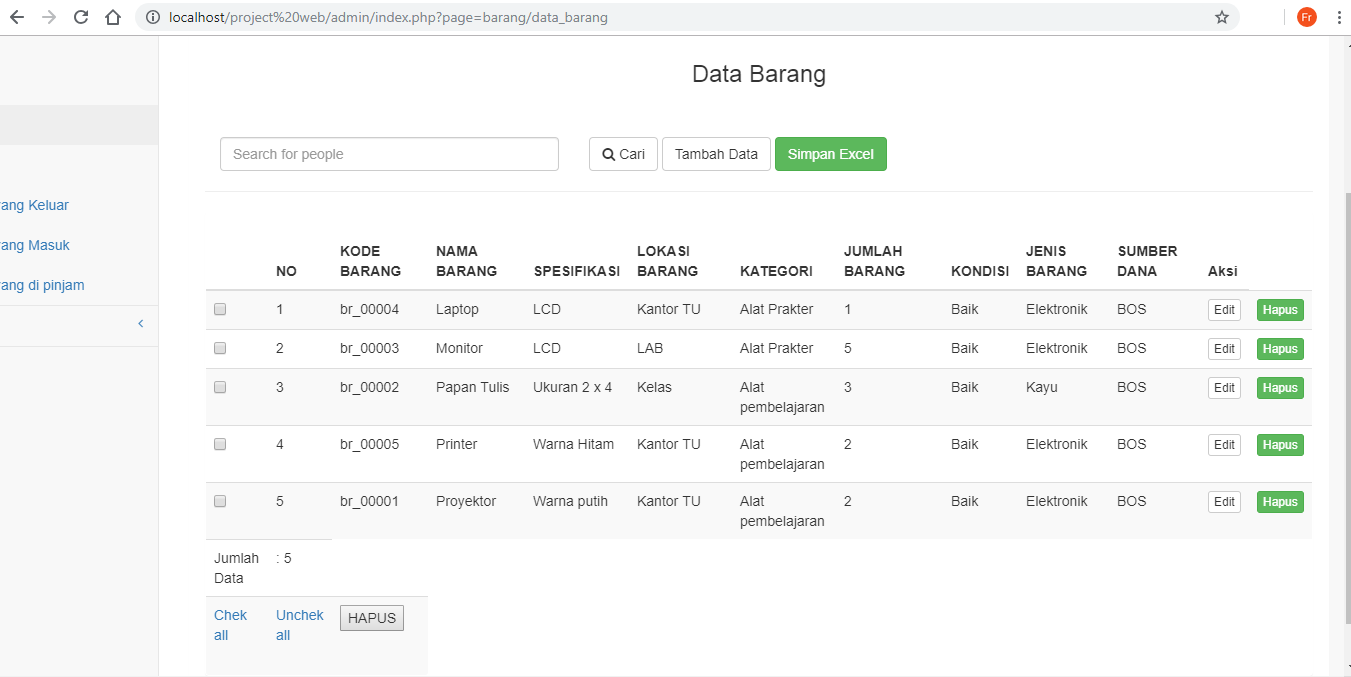 localhost/project%20web/admin/index.php?page=barang/data_barang
Fr
Data Barang
Search for people
Cari
Tambah Data
Simpan Excel
ang Keluar
ang Masuk
ang di pinjam
NO KODE BARANG NAMA BARANG SPESIFIKASI LOKASI BARANG KATEGORI JUMLAH BARANG KONDISI JENIS BARANG SUMBER DANA Aksi
1 br_00004 Laptop LCD Kantor TU Alat Prakter 1 Baik Elektronik BOS Edit Hapus
2 br_00003 Monitor LCD LAB Alat Prakter 5 Baik Elektronik BOS Edit Hapus
3 br_00002 Papan Tulis Ukuran 2 x 4 Kelas Alat pembelajaran 3 Baik Kayu BOS Edit Hapus
4 br_00005 Printer Warna Hitam Kantor TU Alat pembelajaran 2 Baik Elektronik BOS Edit Hapus
5 br_00001 Proyektor Warna putih Kantor TU Alat pembelajaran 2 Baik Elektronik BOS Edit Hapus
Jumlah Data : 5
Chek all Unchek all HAPUS